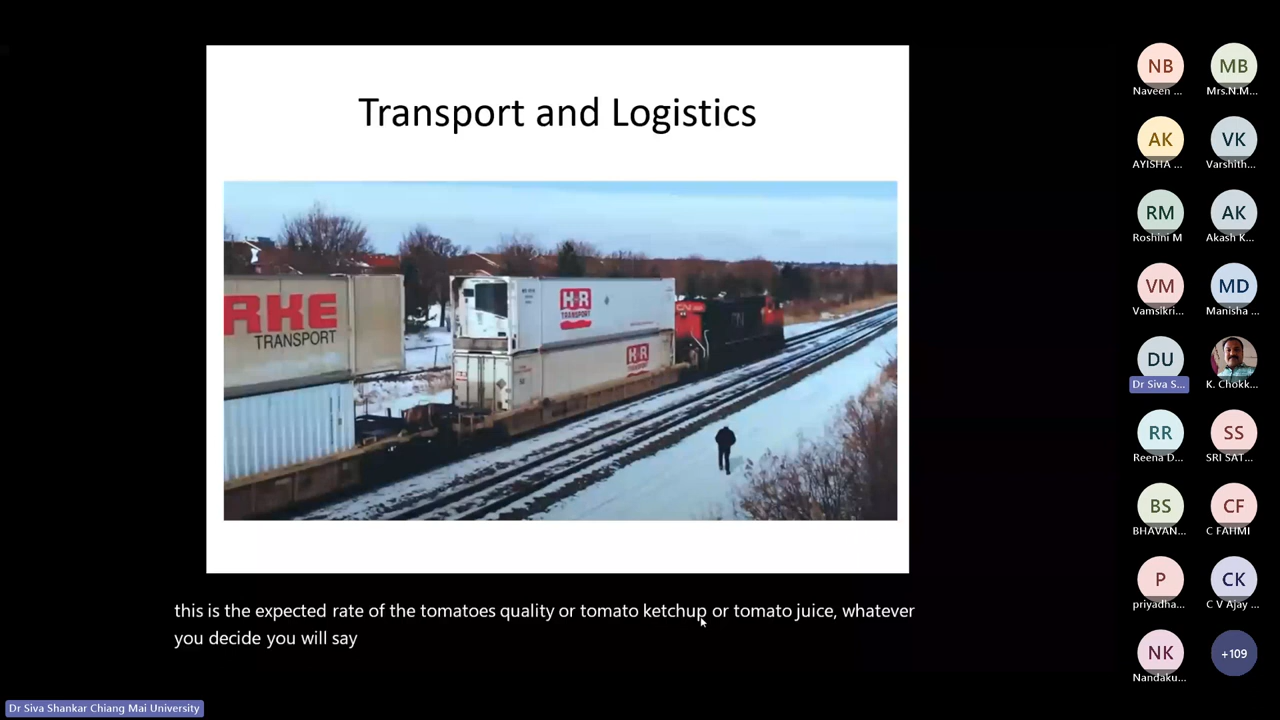 Transport and Logistics
RKE
TRANSPORT
H-R
TRANSPORT
H-R
CN
this is the expected rate of the tomatoes quality or tomato ketchup or tomato juice, whatever
you decide you will say
Dr Siva Shankar Chiang Mai University
NB
Naveen ...
MB
Mrs.N.M...
AK
AYISHA ...
VK
Varshith...
RM
Roshini M
AK
Akash K...
VM
Vamsikri...
MD
Manisha ...
DU
Dr Siva S...
K. Chokk...
RR
Reena D...
SS
SRI SAT...
BS
BHAVAN...
CF
C FAHMI
P
priyadha...
CK
C V Ajay ...
NK
Nandaku...
+109